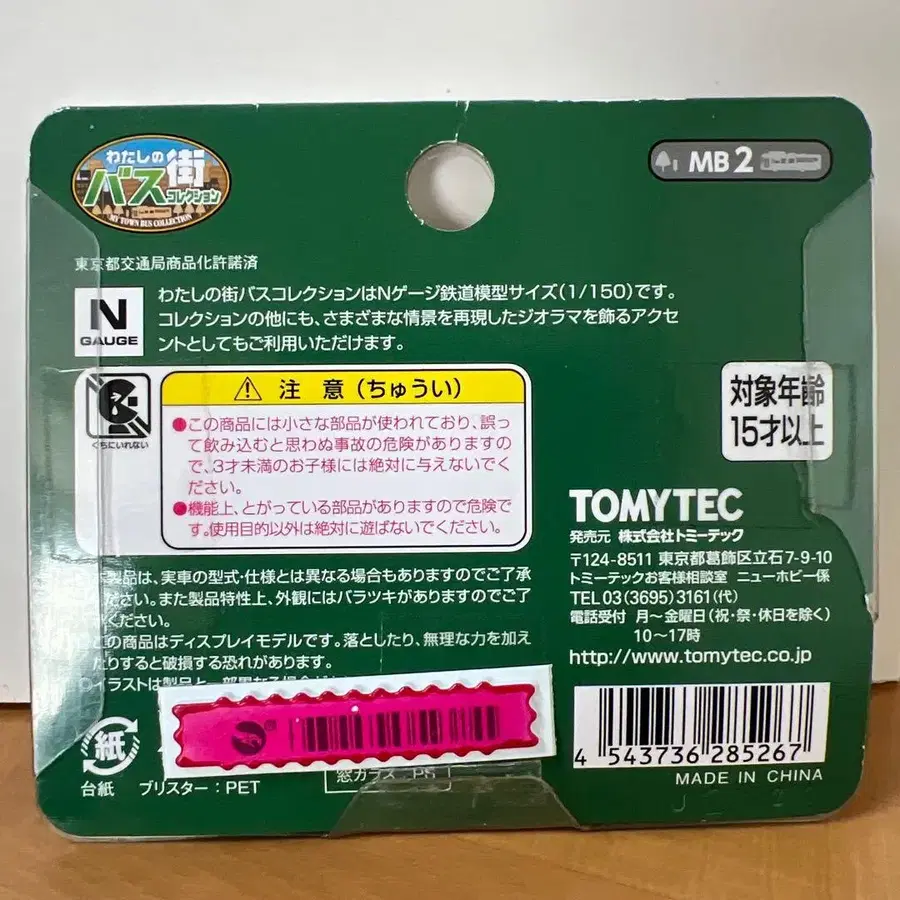 わたしの
街
バス
コレクション
MY TOWN BUS COLLECTION
MB2
東京都交通局商品化許諾済
N
GAUGE
わたしの街バスコレクションはNゲージ鉄道模型サイズ(1/150)です。
コレクションの他にも、さまざまな情景を再現したジオラマを飾るアクセ
ントとしてもご利用いただけます。
くちにいれない
注 意 (ちゅうい)
●この商品には小さな部品が使われており、誤っ
て飲み込むと思わぬ事故の危険がありますの
で、3才未満のお子様には絶対に与えないでく
ださい。
●機能上、とがっている部品がありますので危険で
す。使用目的以外は絶対に遊ばないでください。
対象年齢
15才以上
製品は、実車の型式・仕様とは異なる場合もありますのでご了承
ださい。また製品特性上、外観にはバラツキがありますのでご了
ください。
この商品はディスプレイモデルです。落としたり、無理な力を加え
たりすると破損する恐れがあります。
イラストは製品と一部異なる場合が
TOMYTEC
発売元 株式会社トミーテック
〒124-8511 東京都葛飾区立石7-9-10
トミーテックお客様相談室 ニューホビー係
TEL 03(3695)3161(代)
電話受付 月〜金曜日(祝・祭・休日を除く)
10〜17時
http://www.tomytec.co.jp
4 543736 285267
MADE IN CHINA
紙
台紙 ブリスター:PET
窓ガラス:PS